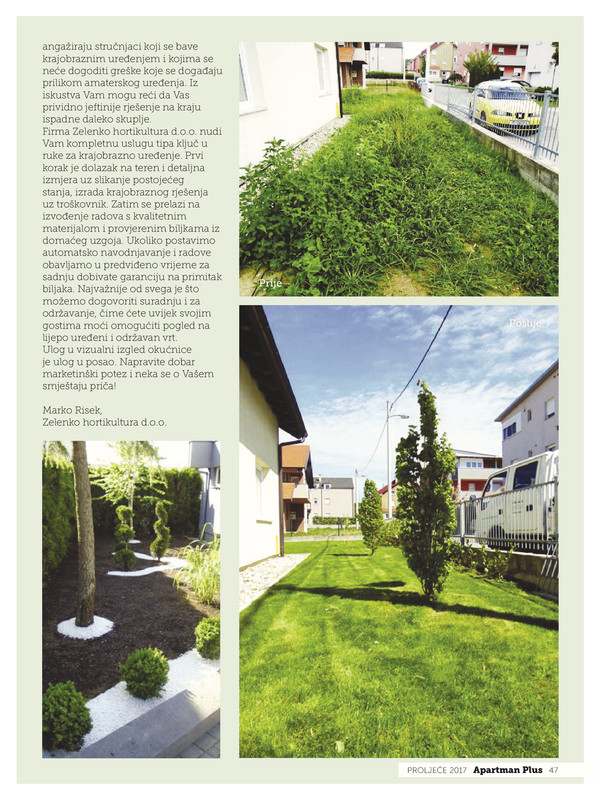 angažiraju stručnjaci koji se bave
krajobraznim uređenjem i kojima se
neće dogoditi greške koje se događaju
prilikom amaterskog uređenja. Iz
iskustva Vam mogu reći da Vas
prividno jeftinije rješenje na kraju
ispadne daleko skuplje.
Firma Zelenko hortikultura d.o.o. nudi
Vam kompletnu uslugu tipa ključ u
ruke za krajobrazno uređenje. Prvi
korak je dolazak na teren i detaljna
izmjera uz slikanje postojećeg
stanja, izrada krajobraznog rješenja
uz troškovnik. Zatim se prelazi na
izvođenje radova s kvalitetnim
materijalom i provjerenim biljkama iz
domaćeg uzgoja. Ukoliko postavimo
automatsko navodnjavanje i radove
obavljamo u predviđeno vrijeme za
sadnju dobivate garanciju na primitak
biljaka. Najvažnije od svega je što
možemo dogovoriti suradnju i za
održavanje, čime ćete uvijek svojim
gostima moći omogućiti pogled na
lijepo uređeni i održavan vrt.
Ulog u vizualni izgled okućnice
je ulog u posao. Napravite dobar
marketinški potez i neka se o Vašem
smještaju priča!
Marko Risek,
Zelenko hortikultura d.o.o.
Prije
Poslije
PROLJEĆE 2017 Apartman Plus 47